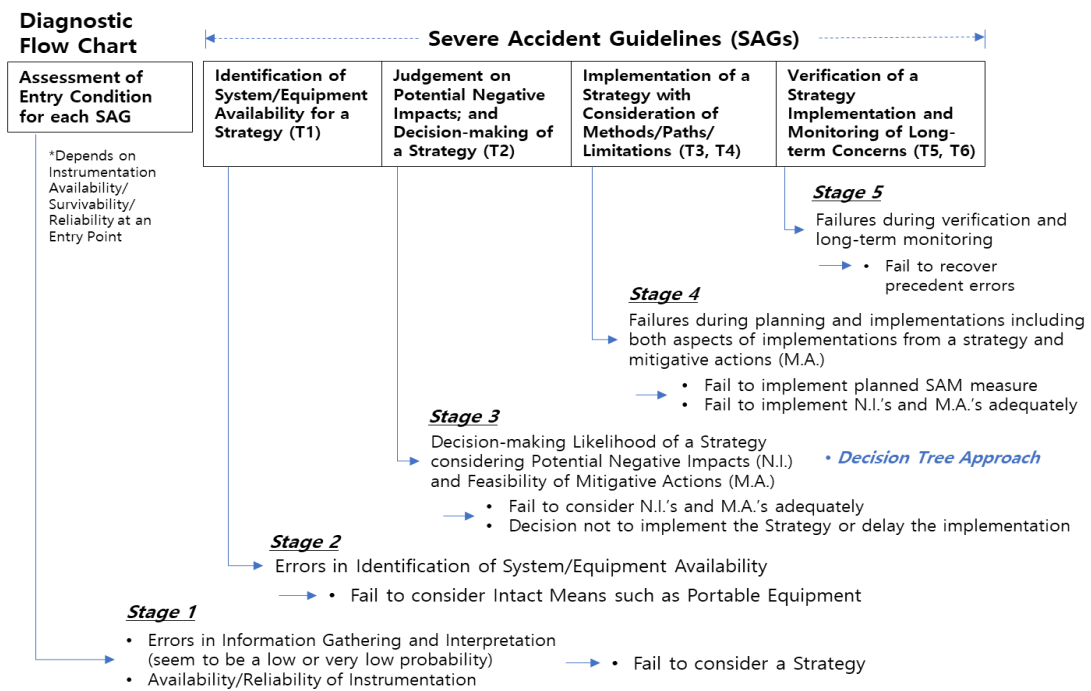 Diagnostic
Flow Chart
Severe Accident Guidelines (SAGs)
Assessment of
Entry Condition
for each SAG
Identification of
System/Equipment
Availability for a
Strategy (T1)
Judgement on
Potential Negative
Impacts; and
Decision-making of
a Strategy (T2)
Implementation of a
Strategy with
Consideration of
Methods/Paths/
Limitations (T3, T4)
Verification of a
Strategy
Implementation and
Monitoring of Long-
term Concerns (T5, T6)
*Depends on
Instrumentation
Availability/
Survivability/
Reliability at an
Entry Point
Stage 5
Failures during verification and
long-term monitoring
• Fail to recover
precedent errors
Stage 4
Failures during planning and implementations including
both aspects of implementations from a strategy and
mitigative actions (M.A.)
• Fail to implement planned SAM measure
• Fail to implement N.I.'s and M.A.'s adequately
Stage 3
Decision-making Likelihood of a Strategy
considering Potential Negative Impacts (N.I.)
and Feasibility of Mitigative Actions (M.A.)
• Decision Tree Approach
• Fail to consider N.I.'s and M.A.'s adequately
• Decision not to implement the Strategy or delay the implementation
Stage 2
Errors in Identification of System/Equipment Availability
• Fail to consider Intact Means such as Portable Equipment
Stage 1
• Errors in Information Gathering and Interpretation
(seem to be a low or very low probability)
• Availability/Reliability of Instrumentation
• Fail to consider a Strategy